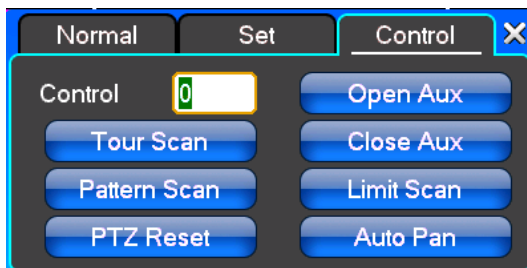 Normal Set Control X
Control 0 Open Aux
Tour Scan Close Aux
Pattern Scan Limit Scan
PTZ Reset Auto Pan